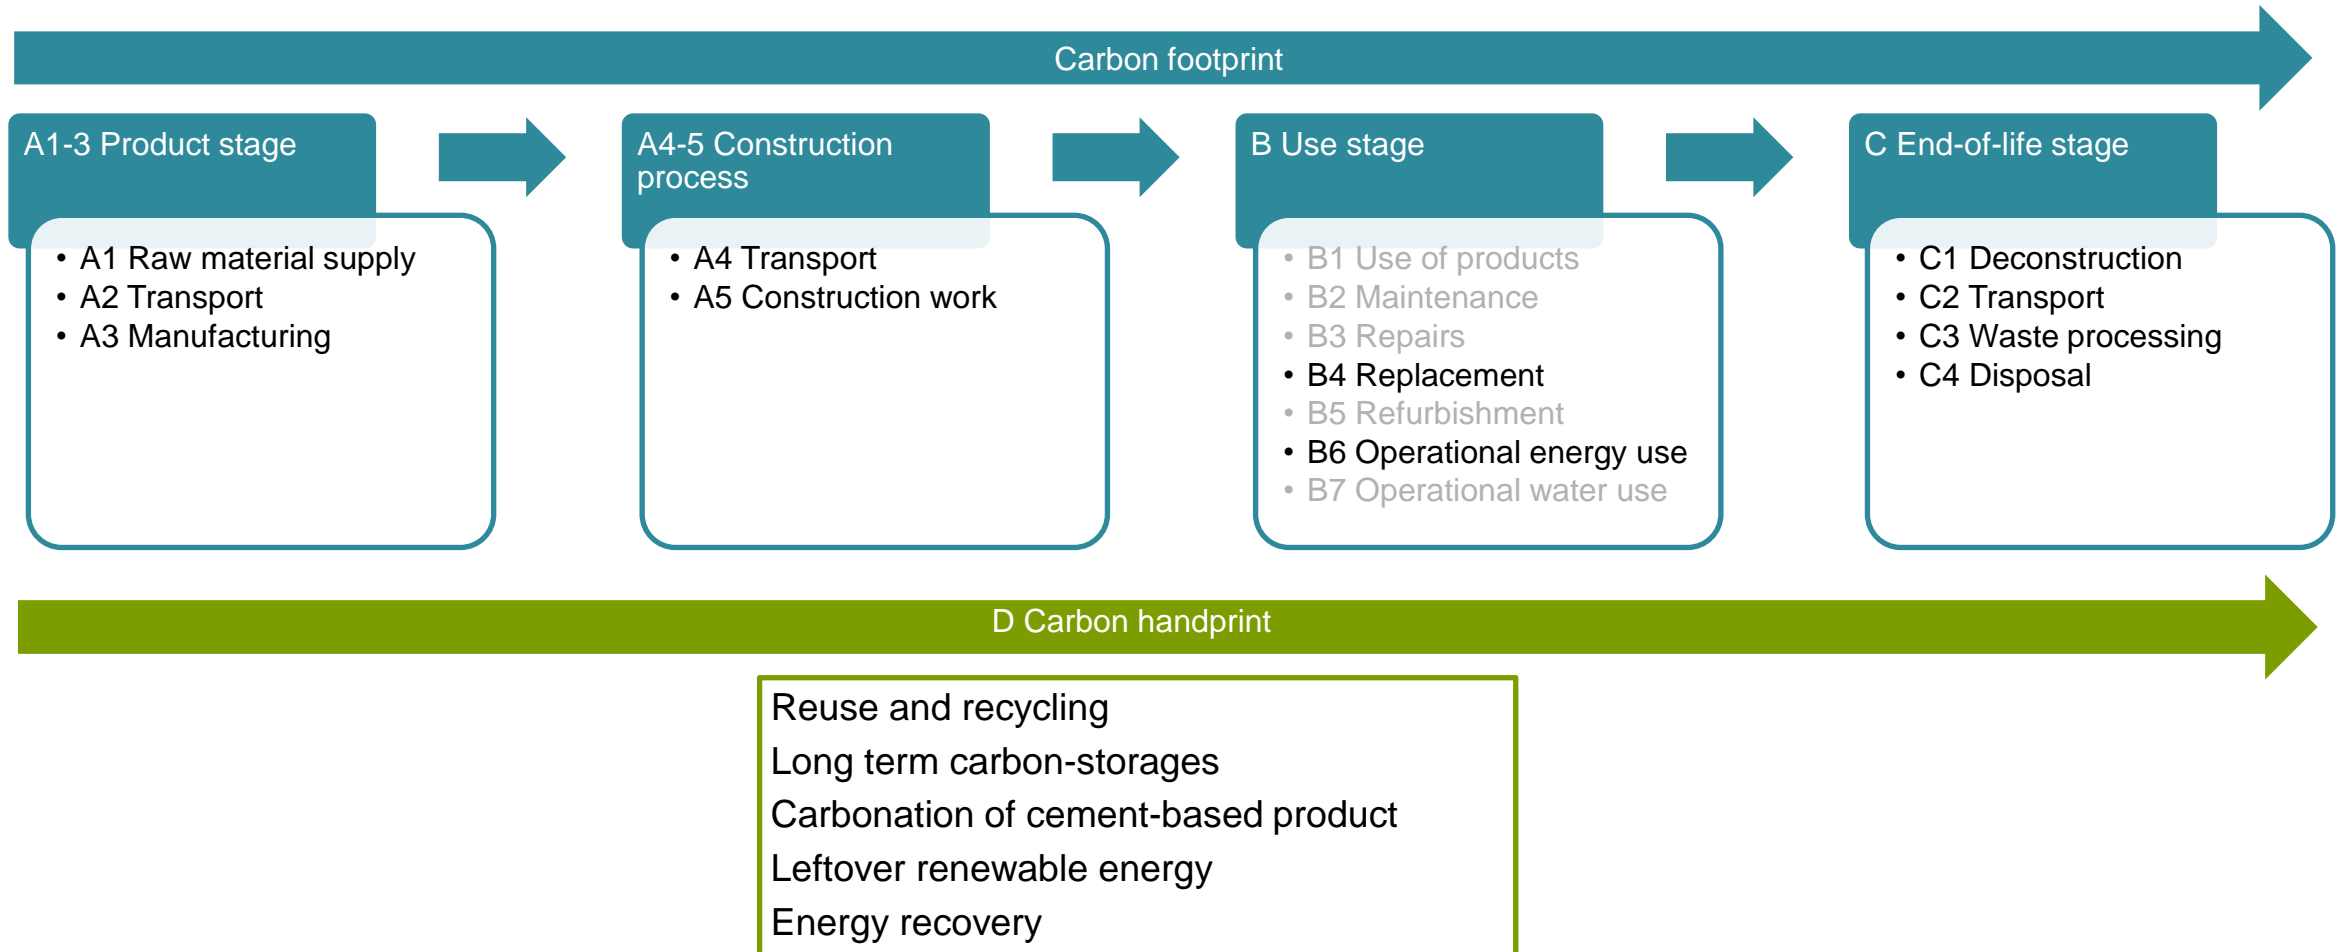 Carbon footprint
A1-3 Product stage
• A1 Raw material supply
• A2 Transport
• A3 Manufacturing
A4-5 Construction
process
• A4 Transport
• A5 Construction work
B Use stage
• B1 Use of products
• B2 Maintenance
• B3 Repairs
• B4 Replacement
• B5 Refurbishment
• B6 Operational energy use
• B7 Operational water use
C End-of-life stage
• C1 Deconstruction
• C2 Transport
• C3 Waste processing
• C4 Disposal
D Carbon handprint
Reuse and recycling
Long term carbon-storages
Carbonation of cement-based product
Leftover renewable energy
Energy recovery